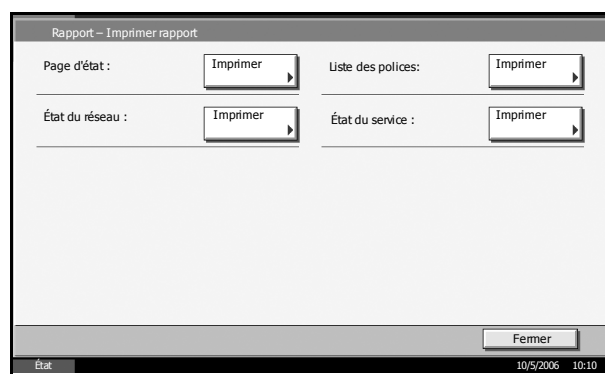 Rapport – Imprimer rapport
Page d'état : Imprimer Liste des polices: Imprimer
État du réseau : Imprimer État du service : Imprimer
Fermer
État 10/5/2006 10:10